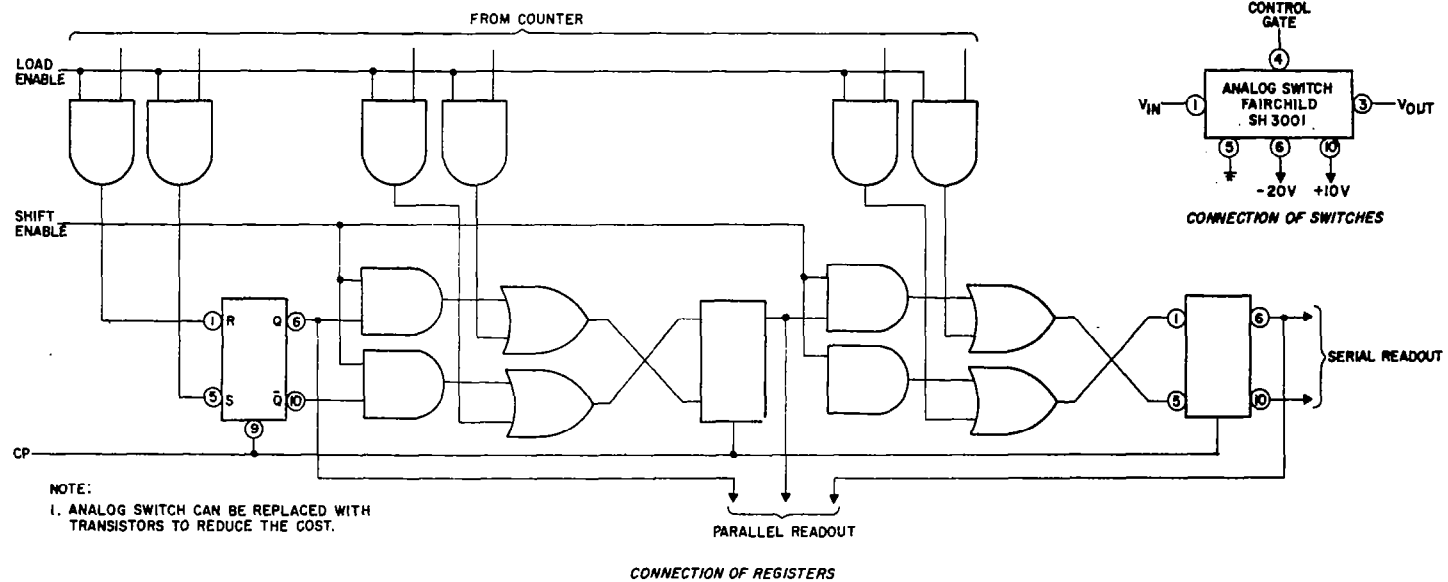 FROM COUNTER
LOAD
ENABLE
CONTROL
GATE
4
ANALOG SWITCH
FAIRCHILD
SH 3001
VIN
1
3
VOUT
5
6
10
-20V
+10V
CONNECTION OF SWITCHES
SHIFT
ENABLE
1
R
Q
6
5
S
Q̄
10
9
1
6
5
10
SERIAL READOUT
CP
NOTE:
1. ANALOG SWITCH CAN BE REPLACED WITH
TRANSISTORS TO REDUCE THE COST.
PARALLEL READOUT
CONNECTION OF REGISTERS